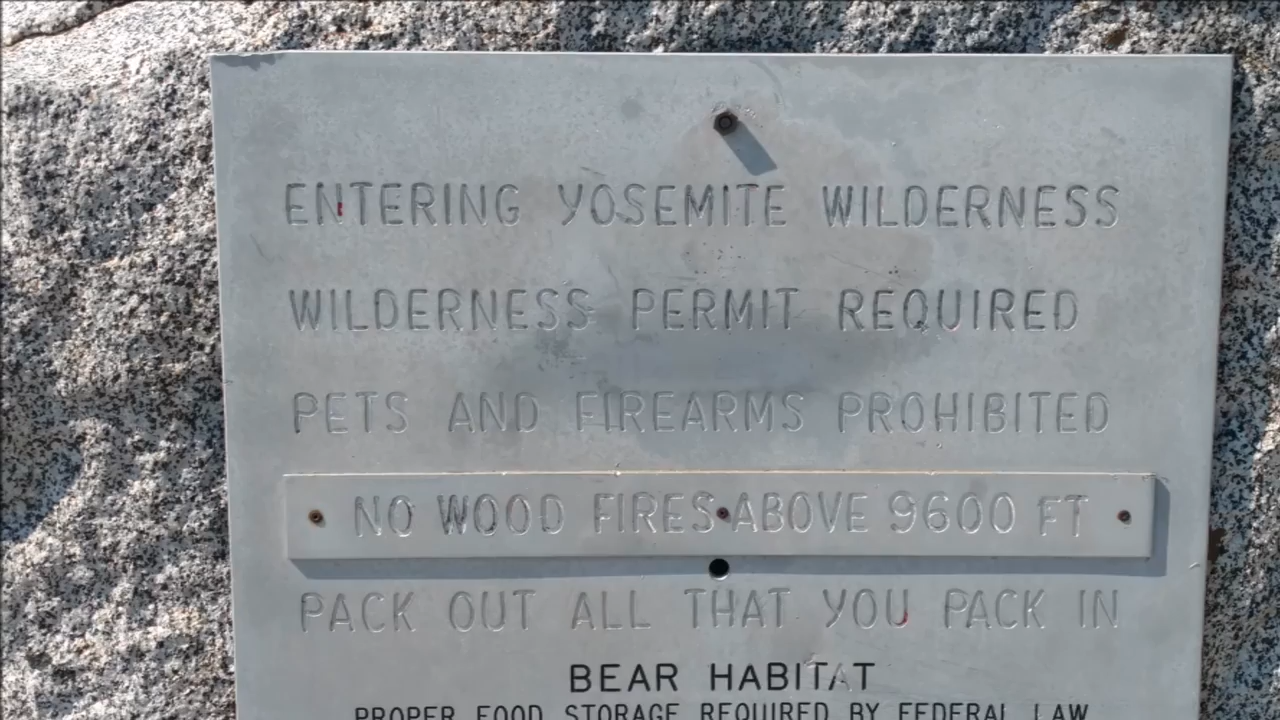 ENTERING YOSEMITE WILDERNESS
WILDERNESS PERMIT REQUIRED
PETS AND FIREARMS PROHIBITED
NO WOOD FIRES ABOVE 9600 FT
PACK OUT ALL THAT YOU PACK IN
BEAR HABITAT
PROPER FOOD STORAGE REQUIRED BY FEDERAL LAW